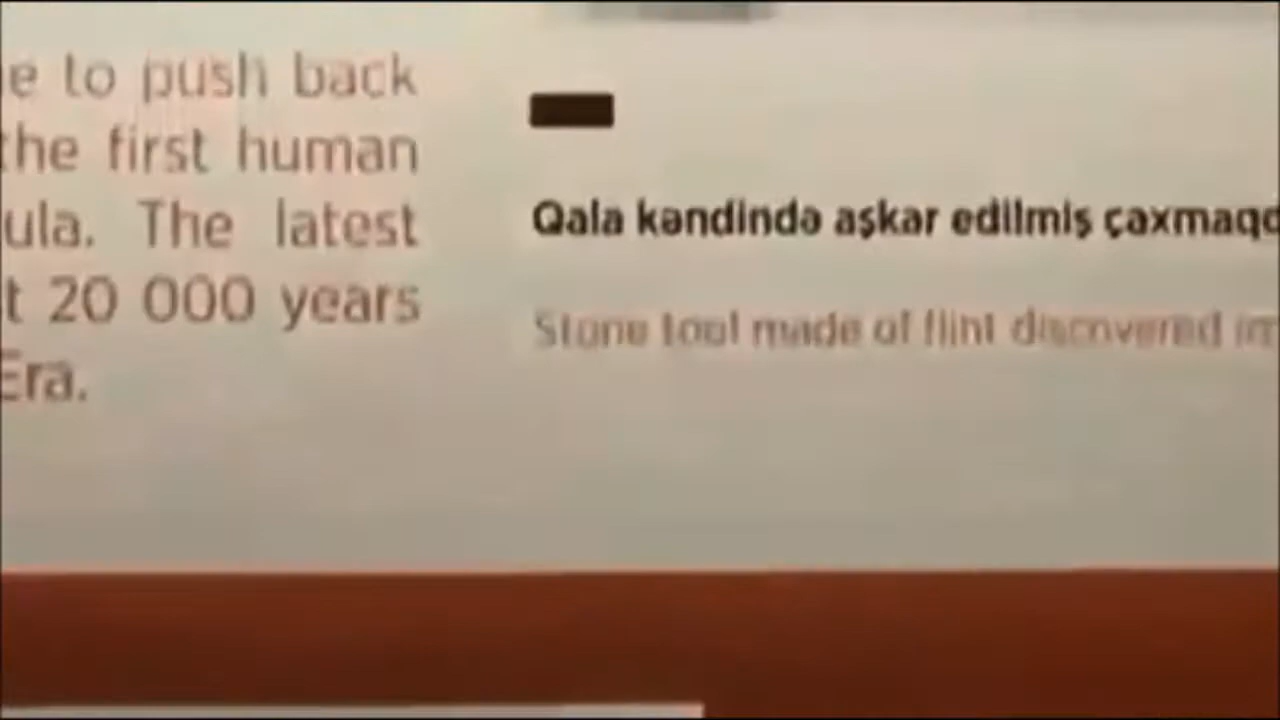 e to push back
the first human
ula. The latest
t 20 000 years
Era.
Qala kəndində aşkar edilmiş çaxmaqd
Stone tool made of flint discovered in